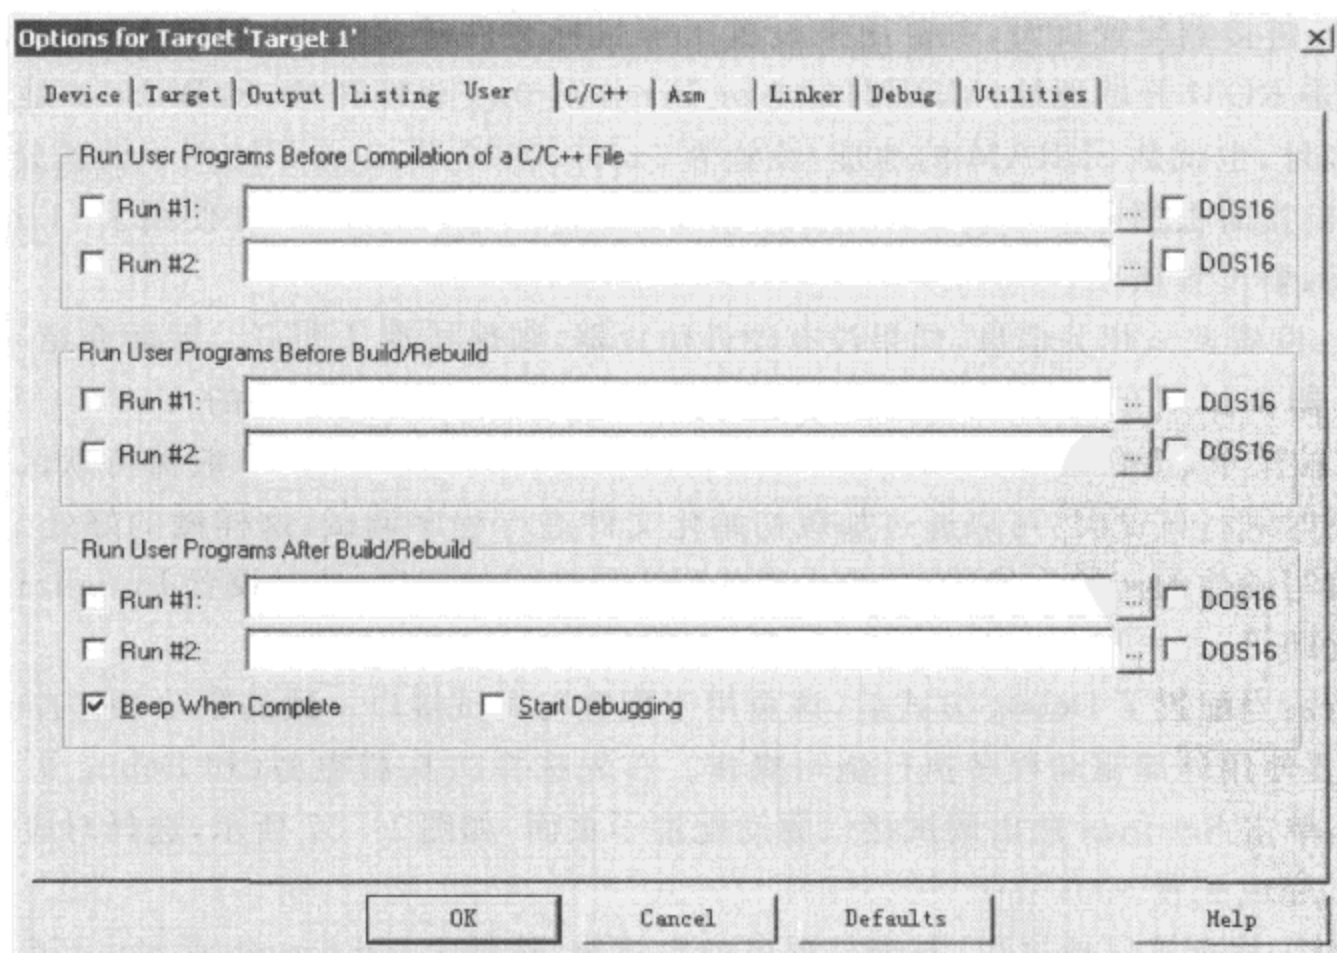 Options for Target 'Target 1'
Device Target Output Listing User C/C++ Asm Linker Debug Utilities
Run User Programs Before Compilation of a C/C++ File
Run #1: ... DOS16
Run #2: ... DOS16
Run User Programs Before Build/Rebuild
Run #1: ... DOS16
Run #2: ... DOS16
Run User Programs After Build/Rebuild
Run #1: ... DOS16
Run #2: ... DOS16
Beep When Complete Start Debugging
OK Cancel Defaults Help